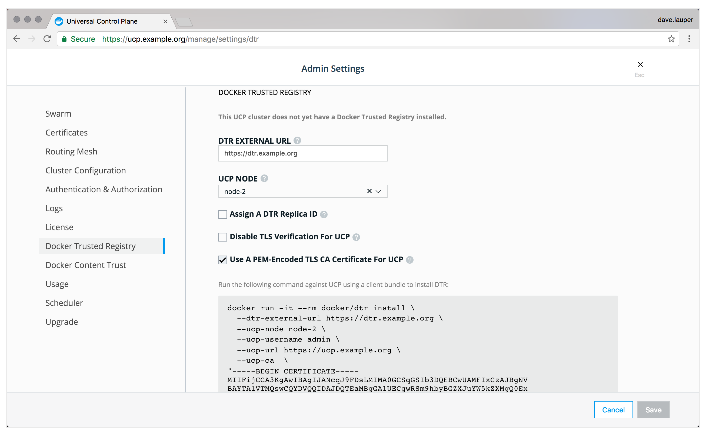 Universal Control Plane
dave.lauper
Secure https://ucp.example.org/manage/settings/dtr
Admin Settings
Esc
Swarm
Certificates
Routing Mesh
Cluster Configuration
Authentication & Authorization
Logs
License
Docker Trusted Registry
Docker Content Trust
Usage
Scheduler
Upgrade
DOCKER TRUSTED REGISTRY
This UCP cluster does not yet have a Docker Trusted Registry installed.
DTR EXTERNAL URL ?
https://dtr.example.org
UCP NODE ?
node-2
Assign A DTR Replica ID ?
Disable TLS Verification For UCP ?
Use A PEM-Encoded TLS CA Certificate For UCP ?
Run the following command against UCP using a client bundle to install DTR:
docker run -it --rm docker/dtr install \
--dtr-external-url https://dtr.example.org \
--ucp-node node-2 \
--ucp-username admin \
--ucp-url https://ucp.example.org \
--ucp-ca \
"-----BEGIN CERTIFICATE-----
Cancel
Save